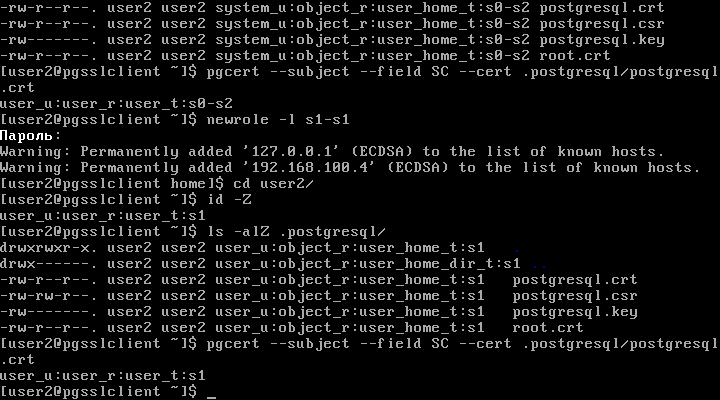 -rw-r--r--. user2 user2 system_u:object_r:user_home_t:s0-s2 postgresql.crt
-rw-r--r--. user2 user2 system_u:object_r:user_home_t:s0-s2 postgresql.csr
-rw-------. user2 user2 system_u:object_r:user_home_t:s0-s2 postgresql.key
-rw-r--r--. user2 user2 system_u:object_r:user_home_t:s0-s2 root.crt
[user2@pgsslclient ~]$ pgcert --subject --field SC --cert .postgresql/postgresql
.crt
user_u:user_r:user_t:s0-s2
[user2@pgsslclient ~]$ newrole -l s1-s1
Пароль:
Warning: Permanently added '127.0.0.1' (ECDSA) to the list of known hosts.
Warning: Permanently added '192.168.100.4' (ECDSA) to the list of known hosts.
[user2@pgsslclient home]$ cd user2/
[user2@pgsslclient ~]$ id -Z
user_u:user_r:user_t:s1
[user2@pgsslclient ~]$ ls -alZ .postgresql/
drwxrwxr-x. user2 user2 user_u:object_r:user_home_t:s1   .
drwx------. user2 user2 user_u:object_r:user_home_dir_t:s1 ..
-rw-r--r--. user2 user2 user_u:object_r:user_home_t:s1   postgresql.crt
-rw-rw-r--. user2 user2 user_u:object_r:user_home_t:s1   postgresql.csr
-rw-------. user2 user2 user_u:object_r:user_home_t:s1   postgresql.key
-rw-r--r--. user2 user2 user_u:object_r:user_home_t:s1   root.crt
[user2@pgsslclient ~]$ pgcert --subject --field SC --cert .postgresql/postgresql
.crt
user_u:user_r:user_t:s1
[user2@pgsslclient ~]$ _